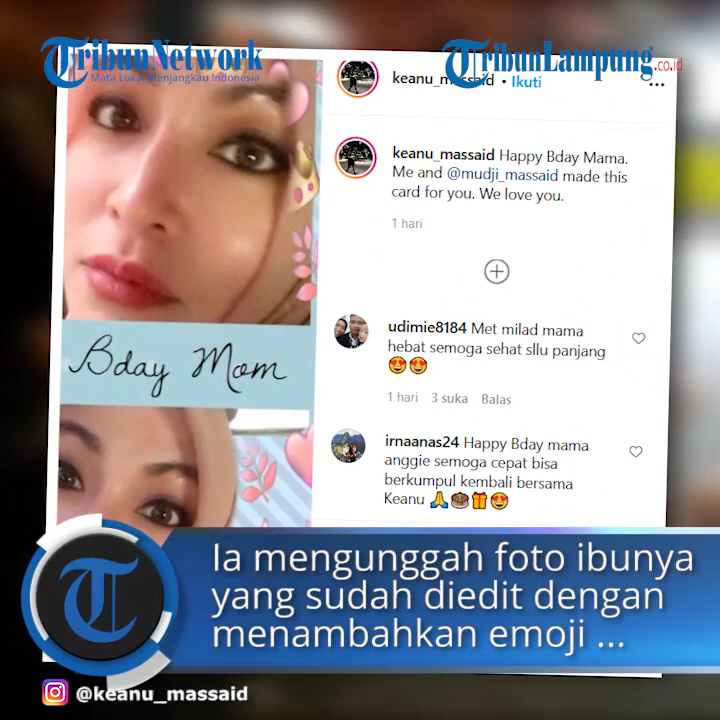 Tribun Network
Mata Lokal Menjangkau Indonesia
TribunLampung.co.id
keanu_massaid • Ikuti
keanu_massaid Happy Bday Mama.
Me and @mudji_massaid made this
card for you. We love you.
1 hari
udimie8184 Met milad mama
hebat semoga sehat sllu panjang
😍😍
1 hari 3 suka Balas
irnaanas24 Happy Bday mama
anggie semoga cepat bisa
berkumpul kembali bersama
Keanu 🙏🎂🎁😍
Bday Mom
T
Ia mengunggah foto ibunya
yang sudah diedit dengan
menambahkan emoji ...
@keanu_massaid